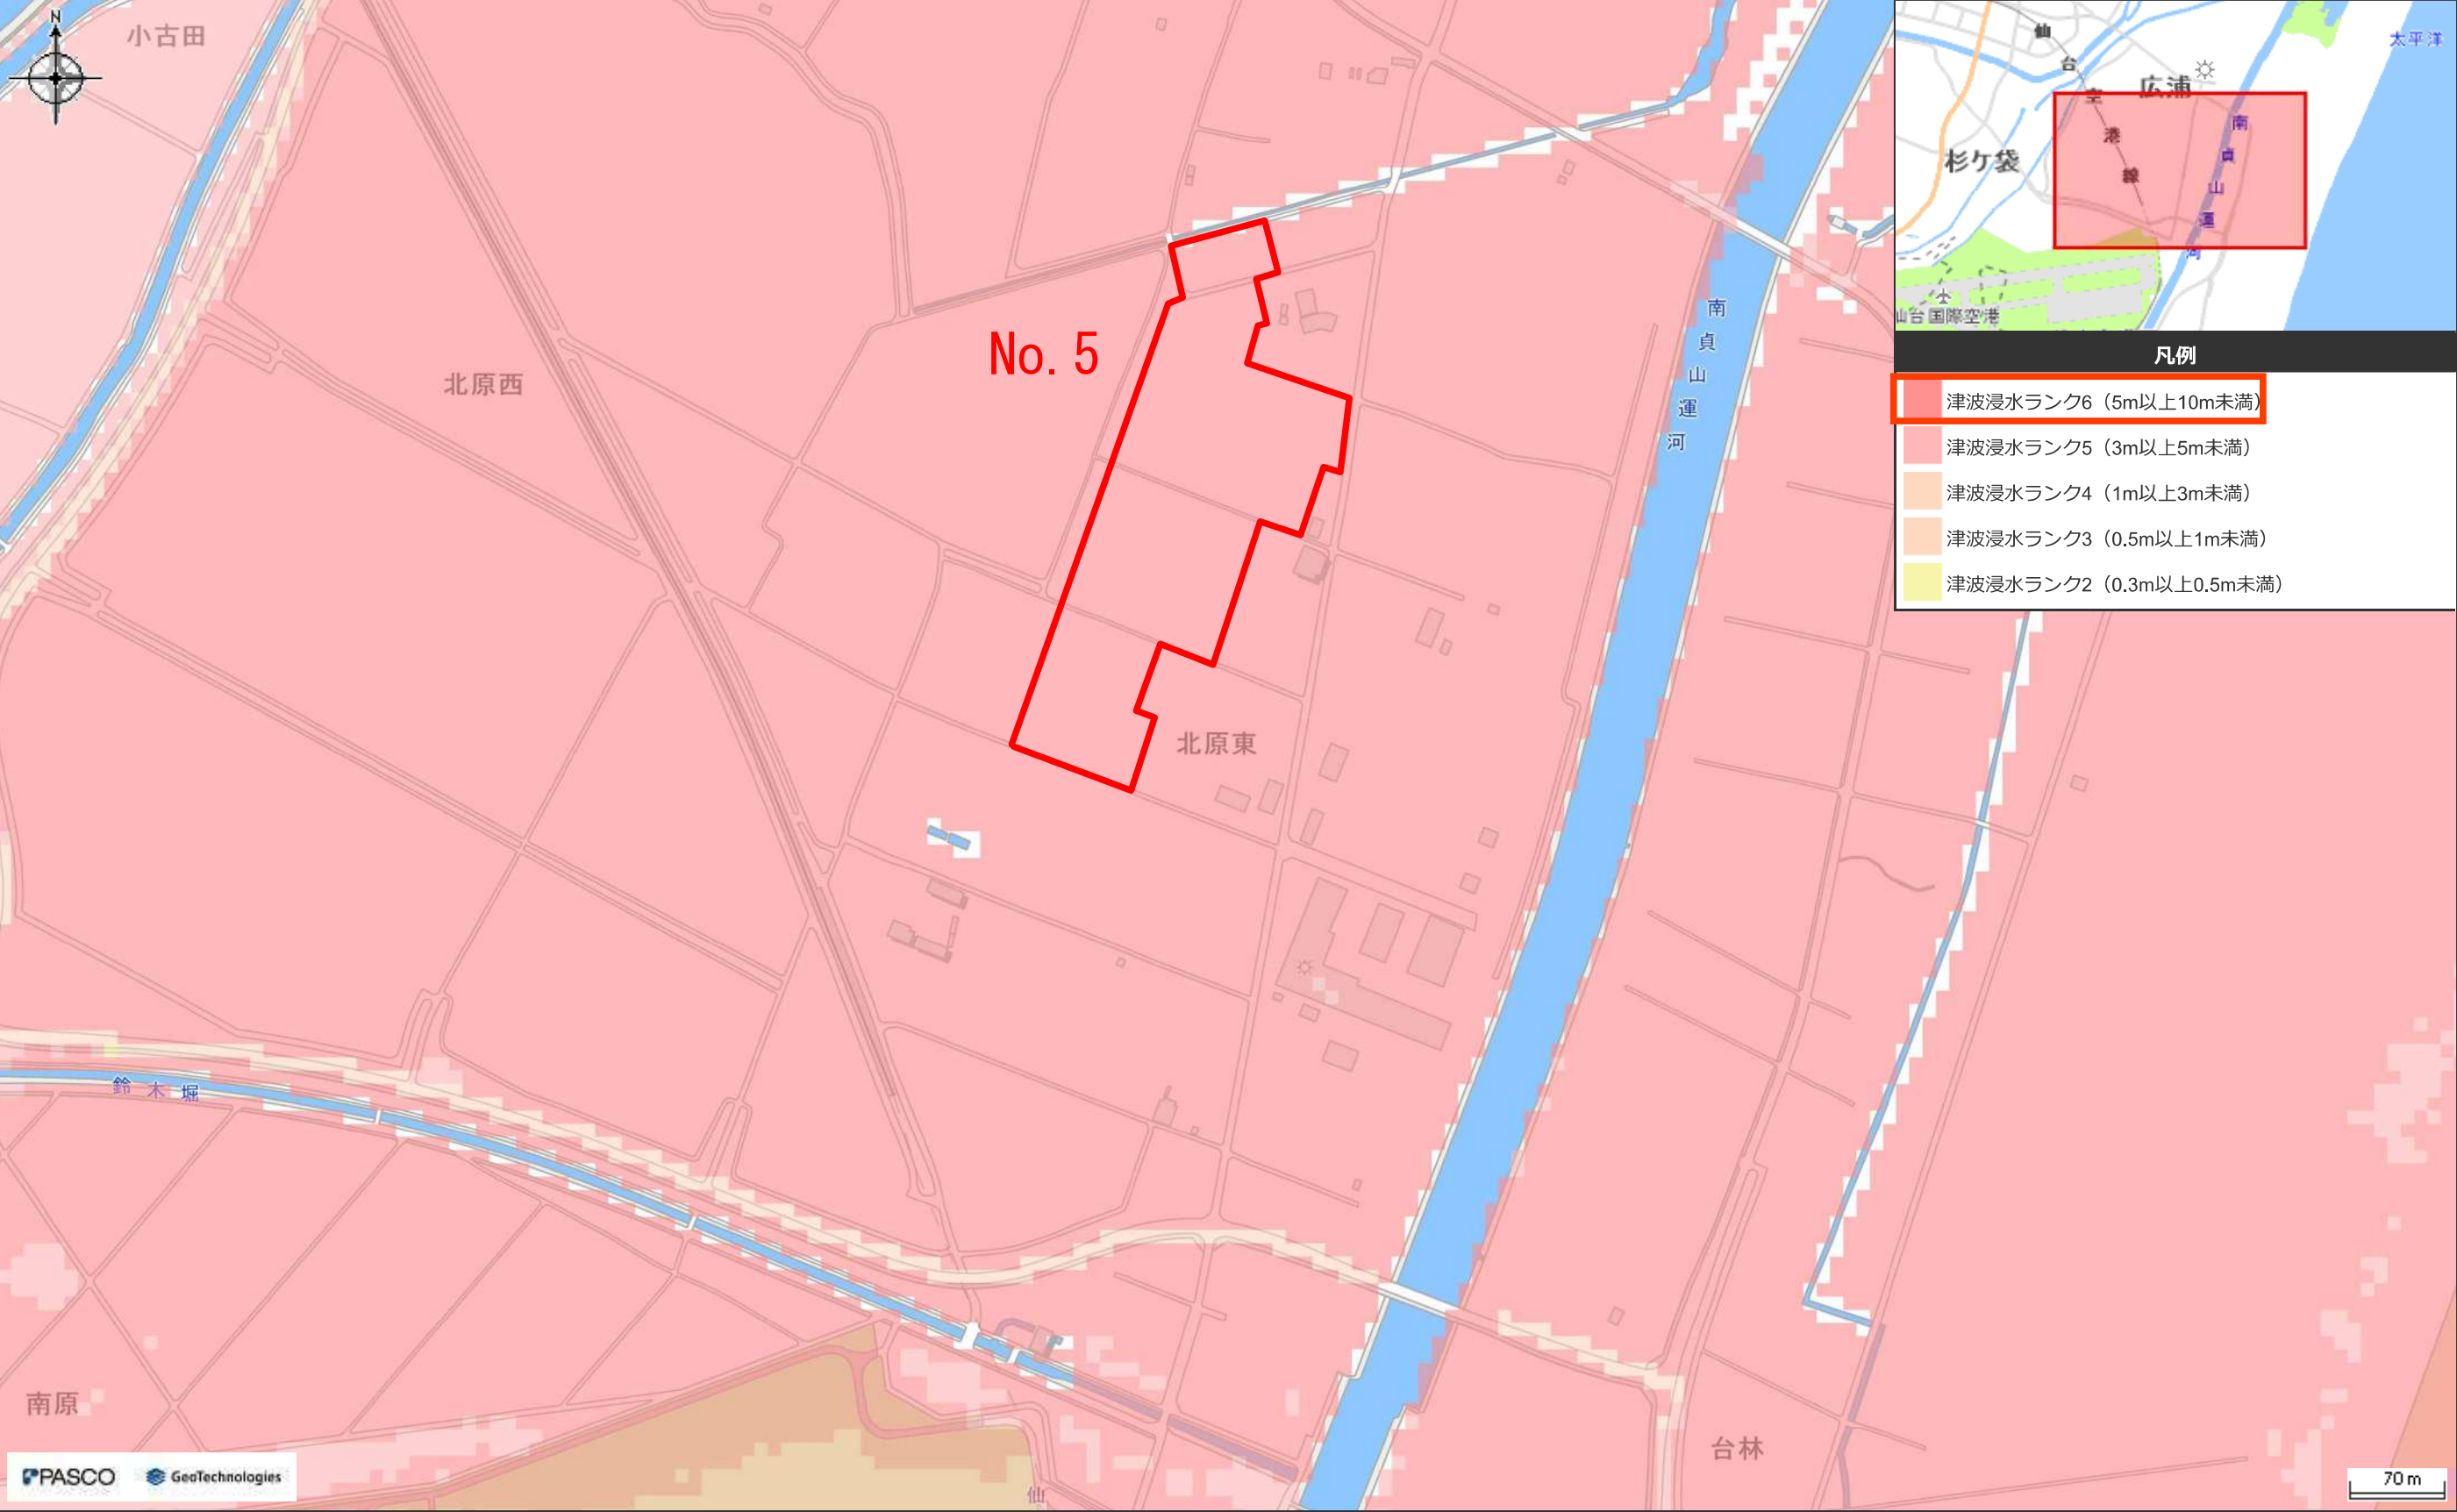 N
小古田
北原西
No.5
北原東
南貞山運河
鈴木堀
南原
台林
仙
PASCO
GeoTechnologies
70m
仙台空港線
広浦
太平洋
杉ケ袋
南貞山運河
仙台国際空港
凡例
津波浸水ランク6（5m以上10m未満）
津波浸水ランク5（3m以上5m未満）
津波浸水ランク4（1m以上3m未満）
津波浸水ランク3（0.5m以上1m未満）
津波浸水ランク2（0.3m以上0.5m未満）